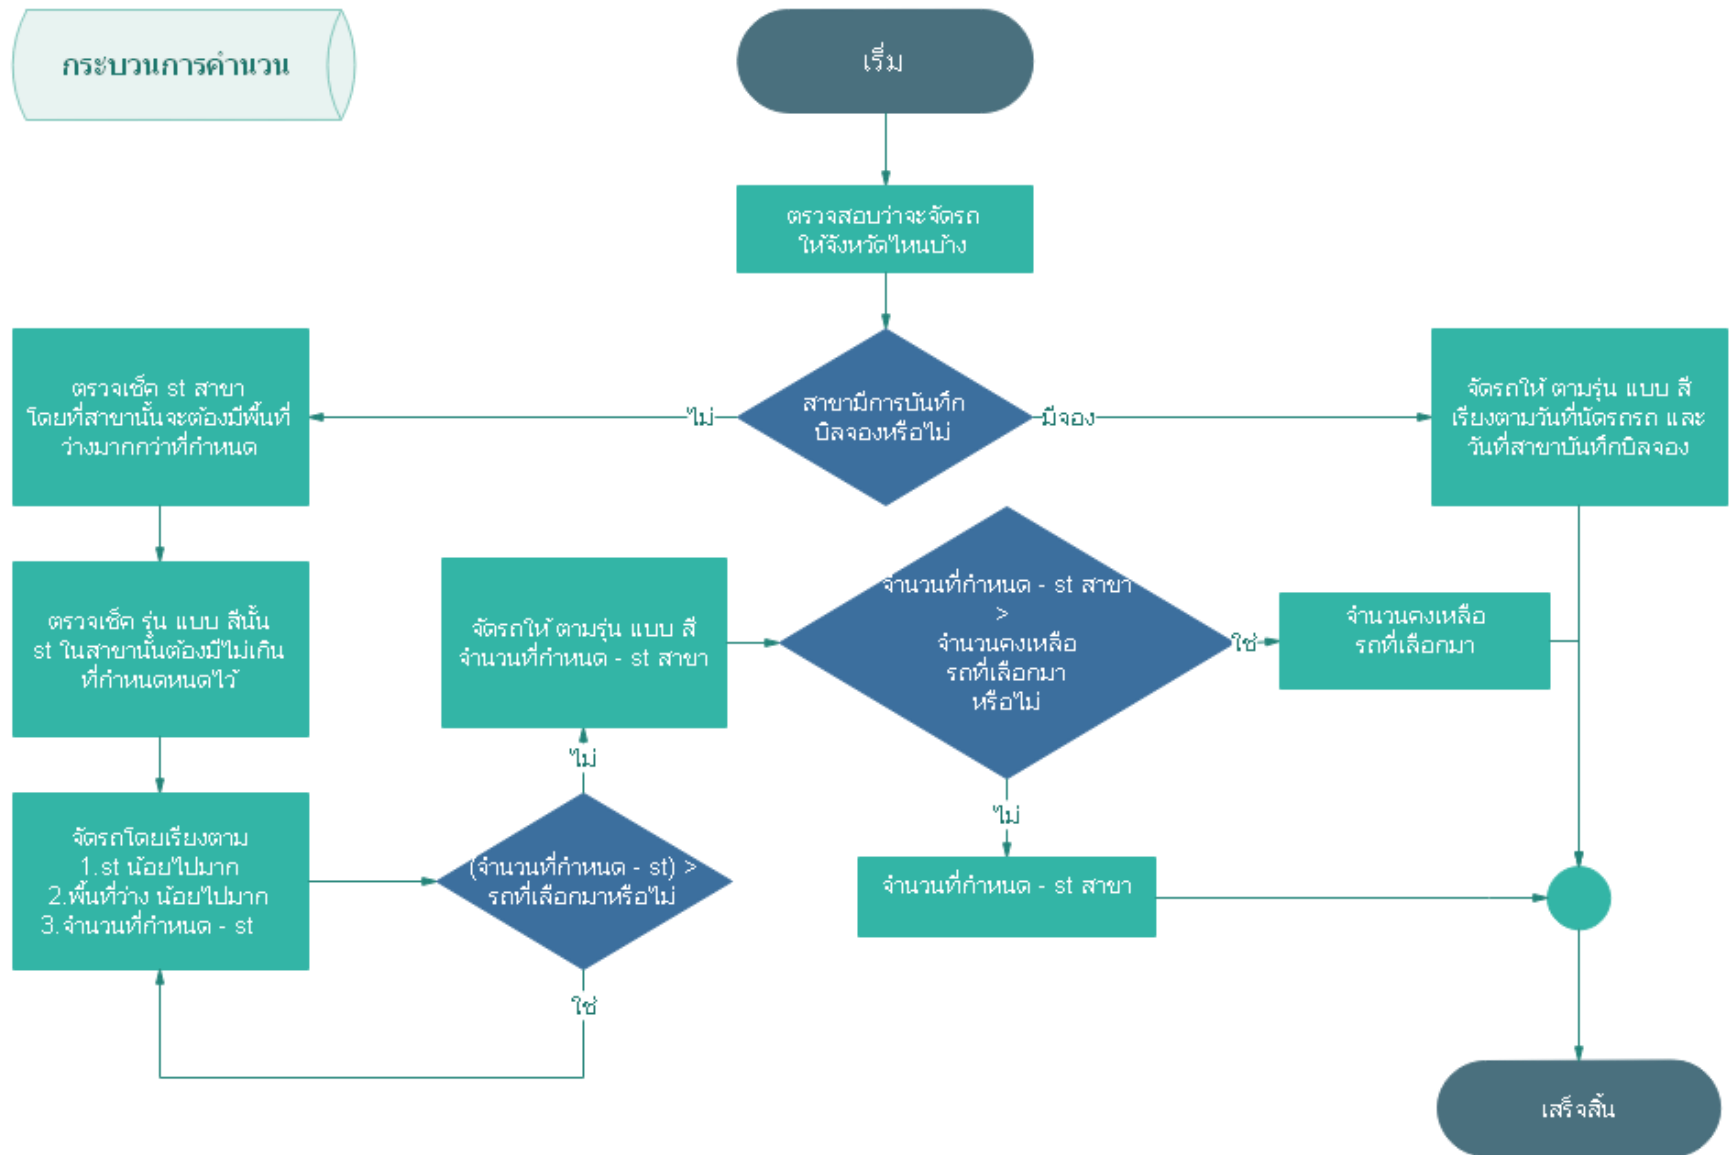 กระบวนการคำนวน
เริ่ม
ตรวจสอบว่าจะจัดรถ
ให้จังหวัดไหนบ้าง
สาขามีการบันทึก
บิลจองหรือไม่
ไม่
มีจอง
ตรวจเช็ค st สาขา
โดยที่สาขานั้นจะต้องมีพื้นที่
ว่างมากกว่าที่กำหนด
จัดรถให้ ตามรุ่น แบบ สี
เรียงตามวันที่นัดรถรถ และ
วันที่สาขาบันทึกบิลจอง
ตรวจเช็ค รุ่น แบบ สีนั้น
st ในสาขานั้นต้องมีไม่เกิน
ที่กำหนดหนดไว้
จัดรถโดยเรียงตาม
1.st น้อยไปมาก
2.พื้นที่ว่าง น้อยไปมาก
3.จำนวนที่กำหนด - st
(จำนวนที่กำหนด - st) >
รถที่เลือกมาหรือไม่
ใช่
ไม่
จัดรถให้ ตามรุ่น แบบ สี
จำนวนที่กำหนด - st สาขา
จำนวนที่กำหนด - st สาขา
>
จำนวนคงเหลือ
รถที่เลือกมา
หรือไม่
ใช่
จำนวนคงเหลือ
รถที่เลือกมา
ไม่
จำนวนที่กำหนด - st สาขา
เสร็จสิ้น